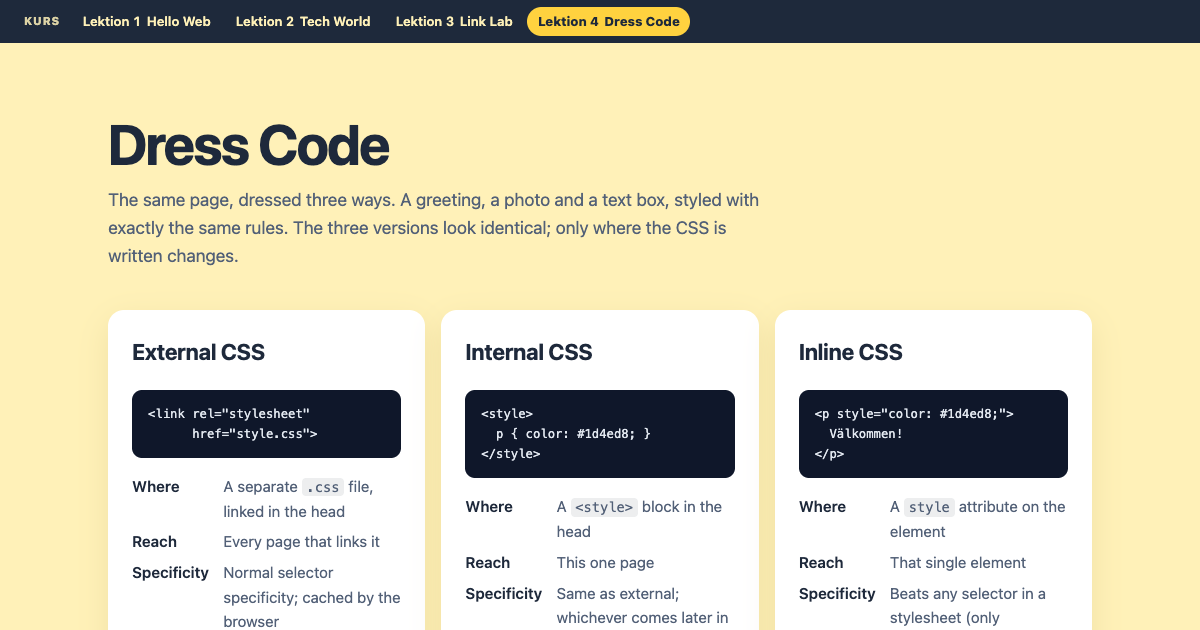 KURS Lektion 1 Hello Web Lektion 2 Tech World Lektion 3 Link Lab Lektion 4 Dress Code
Dress Code
The same page, dressed three ways. A greeting, a photo and a text box, styled with
exactly the same rules. The three versions look identical; only where the CSS is
written changes.
External CSS
<link rel="stylesheet"
href="style.css">
Where A separate .css file,
linked in the head
Reach Every page that links it
Specificity Normal selector
specificity; cached by the
browser
Internal CSS
<style>
p { color: #1d4ed8; }
</style>
Where A <style> block in the
head
Reach This one page
Specificity Same as external;
whichever comes later in
Inline CSS
<p style="color: #1d4ed8;">
Välkommen!
</p>
Where A style attribute on the
element
Reach That single element
Specificity Beats any selector in a
stylesheet (only